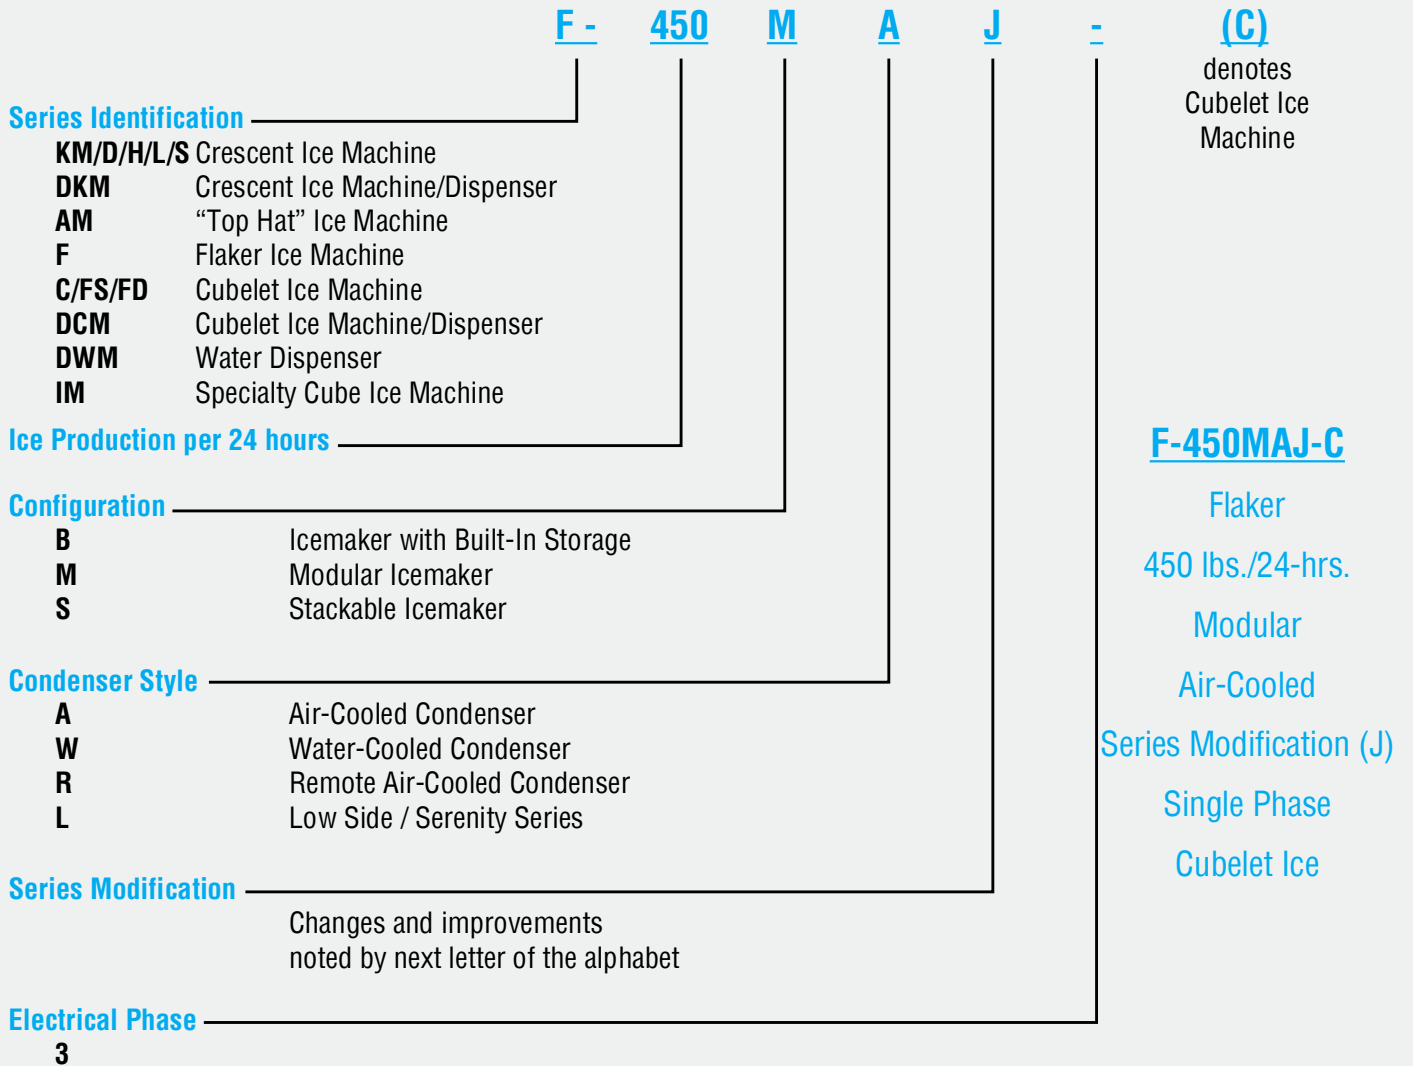 F - 450 M A J - (C)
denotes
Cubelet Ice
Machine
Series Identification
KM/D/H/L/S Crescent Ice Machine
DKM Crescent Ice Machine/Dispenser
AM “Top Hat” Ice Machine
F Flaker Ice Machine
C/FS/FD Cubelet Ice Machine
DCM Cubelet Ice Machine/Dispenser
DWM Water Dispenser
IM Specialty Cube Ice Machine
Ice Production per 24 hours
Configuration
B Icemaker with Built-In Storage
M Modular Icemaker
S Stackable Icemaker
Condenser Style
A Air-Cooled Condenser
W Water-Cooled Condenser
R Remote Air-Cooled Condenser
L Low Side / Serenity Series
Series Modification
Changes and improvements
noted by next letter of the alphabet
Electrical Phase
3
F-450MAJ-C
Flaker
450 lbs./24-hrs.
Modular
Air-Cooled
Series Modification (J)
Single Phase
Cubelet Ice